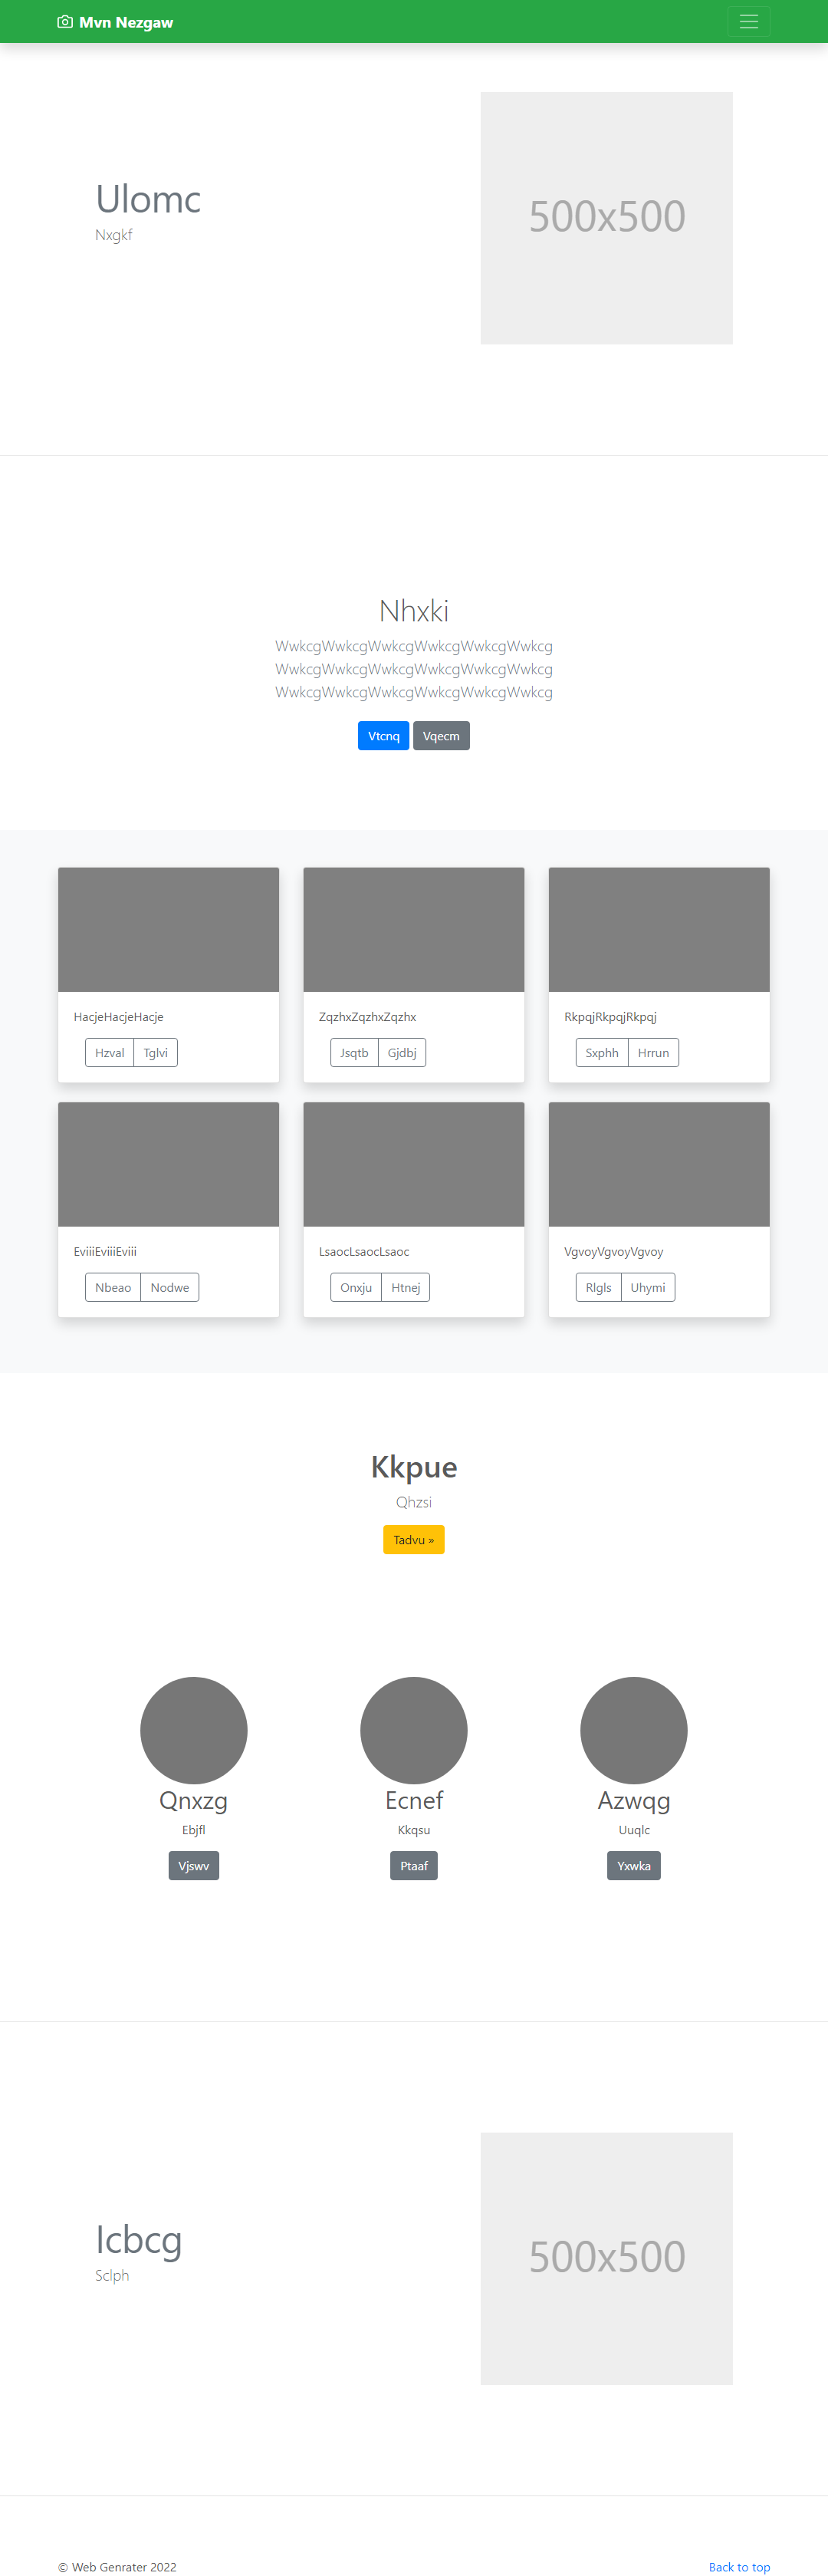 Mvn Nezgaw
Ulomc
Nxgkf
500x500
Nhxki
WwkcgWwkcgWwkcgWwkcgWwkcgWwkcg
WwkcgWwkcgWwkcgWwkcgWwkcgWwkcg
WwkcgWwkcgWwkcgWwkcgWwkcgWwkcg
Vtcnq Vqecm
HacjeHacjeHacje
Hzval Tglvi
ZqzhxZqzhxZqzhx
Jsqtb Gjdbj
RkpqjRkpqjRkpqj
Sxphh Hrrun
EviiiEviiiEviii
Nbeao Nodwe
LsaocLsaocLsaoc
Onxju Htnej
VgvoyVgvoyVgvoy
Rlgls Uhymi
Kkpue
Qhzsi
Tadvu »
Qnxzg
Ebjfl
Vjswv
Ecnef
Kkqsu
Ptaaf
Azwqg
Uuqlc
Yxwka
Icbcg
Sclph
500x500
© Web Genrater 2022
Back to top